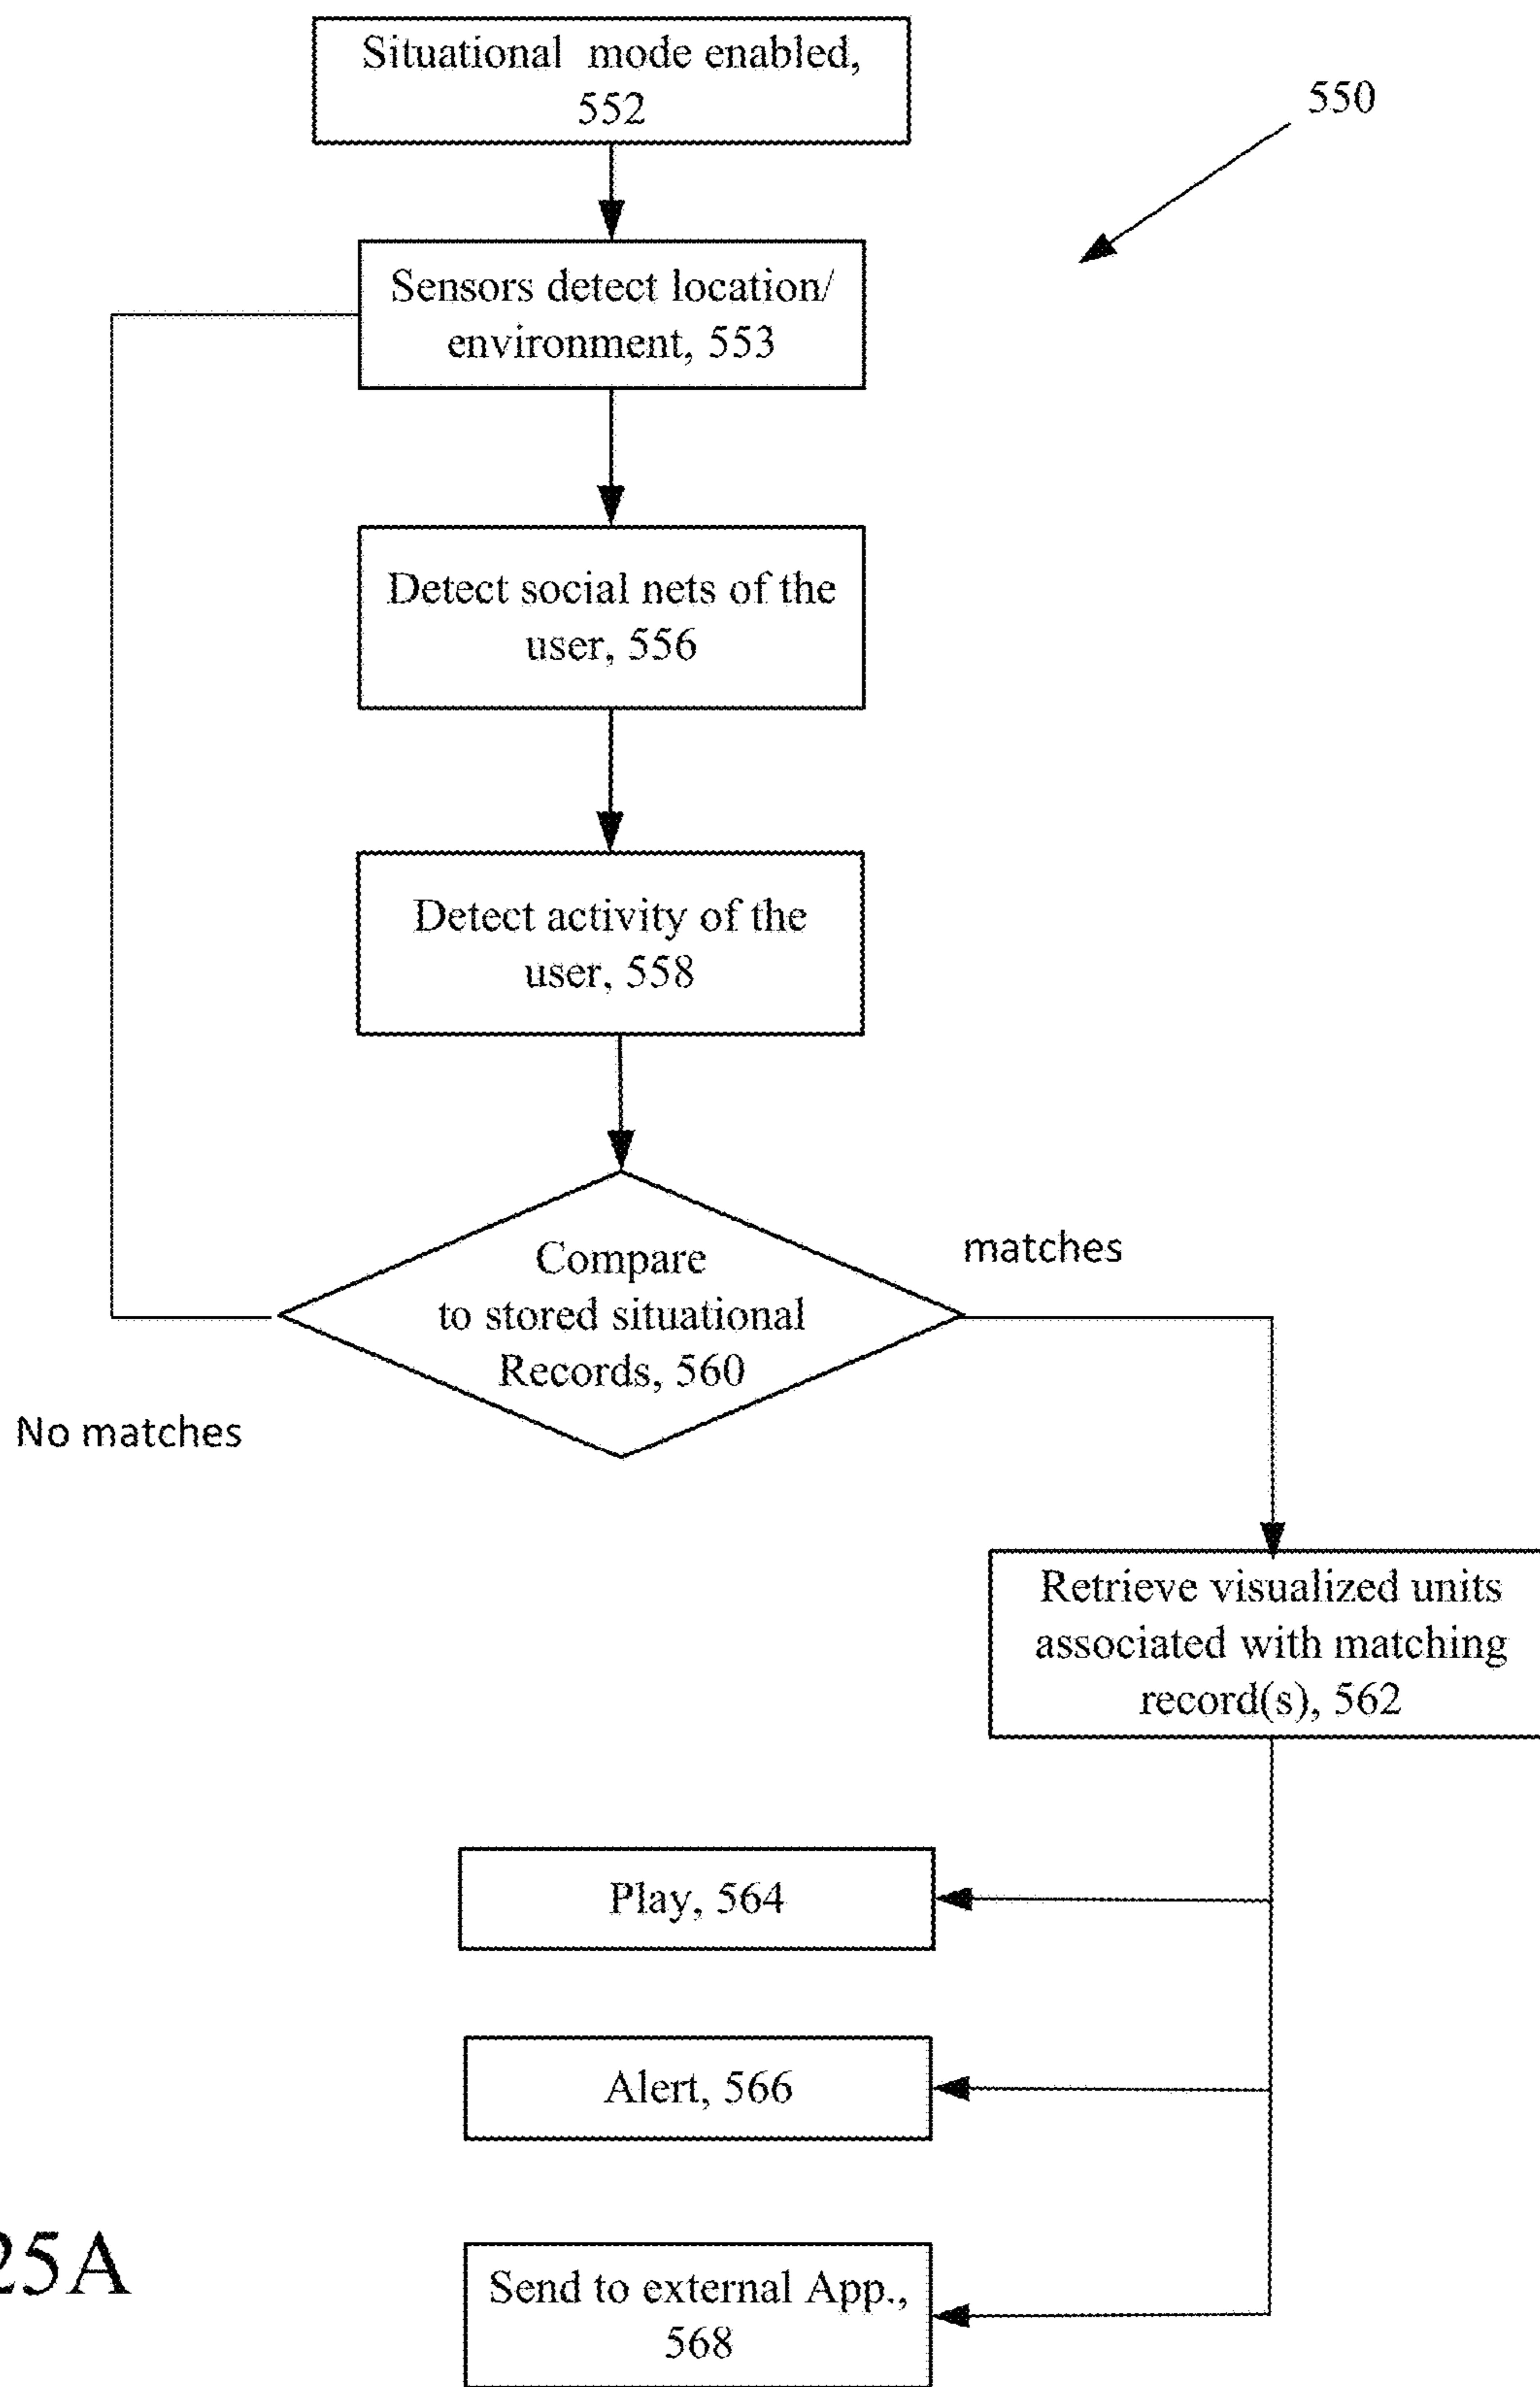 Situational mode enabled,
552
550
Sensors detect location/
environment, 553
Detect social nets of the
user, 556
Detect activity of the
user, 558
Compare
to stored situational
Records, 560
matches
No matches
Retrieve visualized units
associated with matching
record(s), 562
Play, 564
Alert, 566
25A
Send to external App.,
568